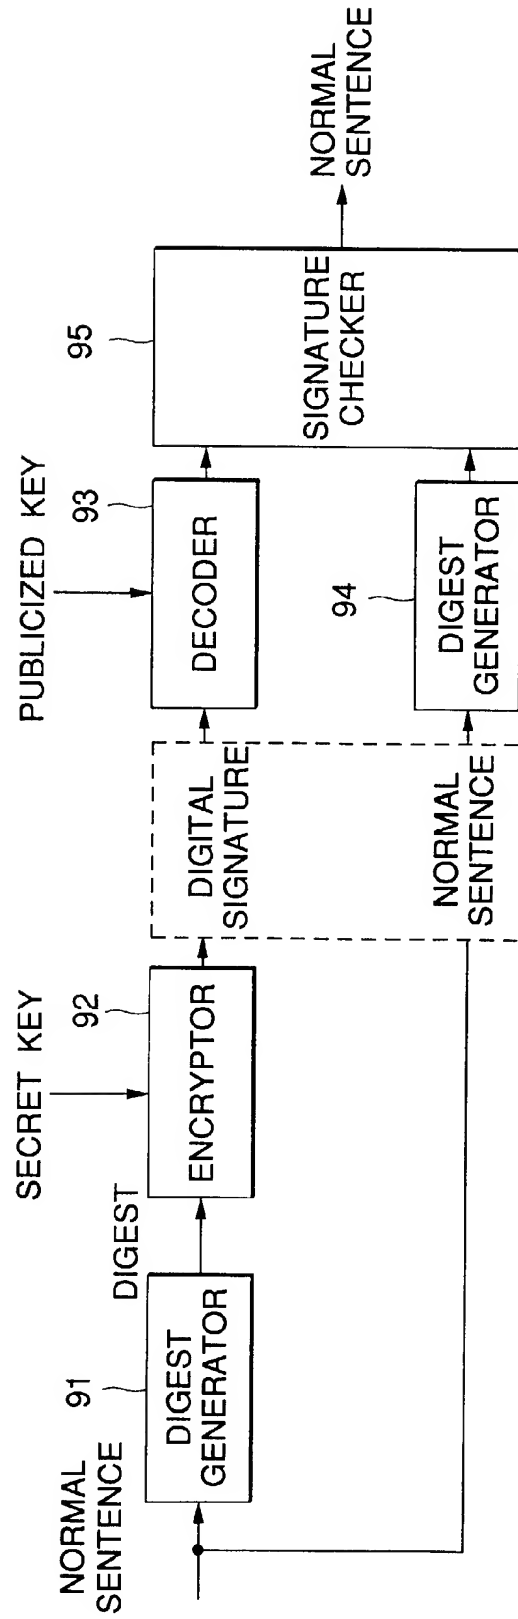 NORMAL
SENTENCE
91
DIGEST
GENERATOR
DIGEST
SECRET KEY
92
ENCRYPTOR
DIGITAL
SIGNATURE
NORMAL
SENTENCE
PUBLICIZED KEY
93
DECODER
94
DIGEST
GENERATOR
95
SIGNATURE
CHECKER
NORMAL
SENTENCE